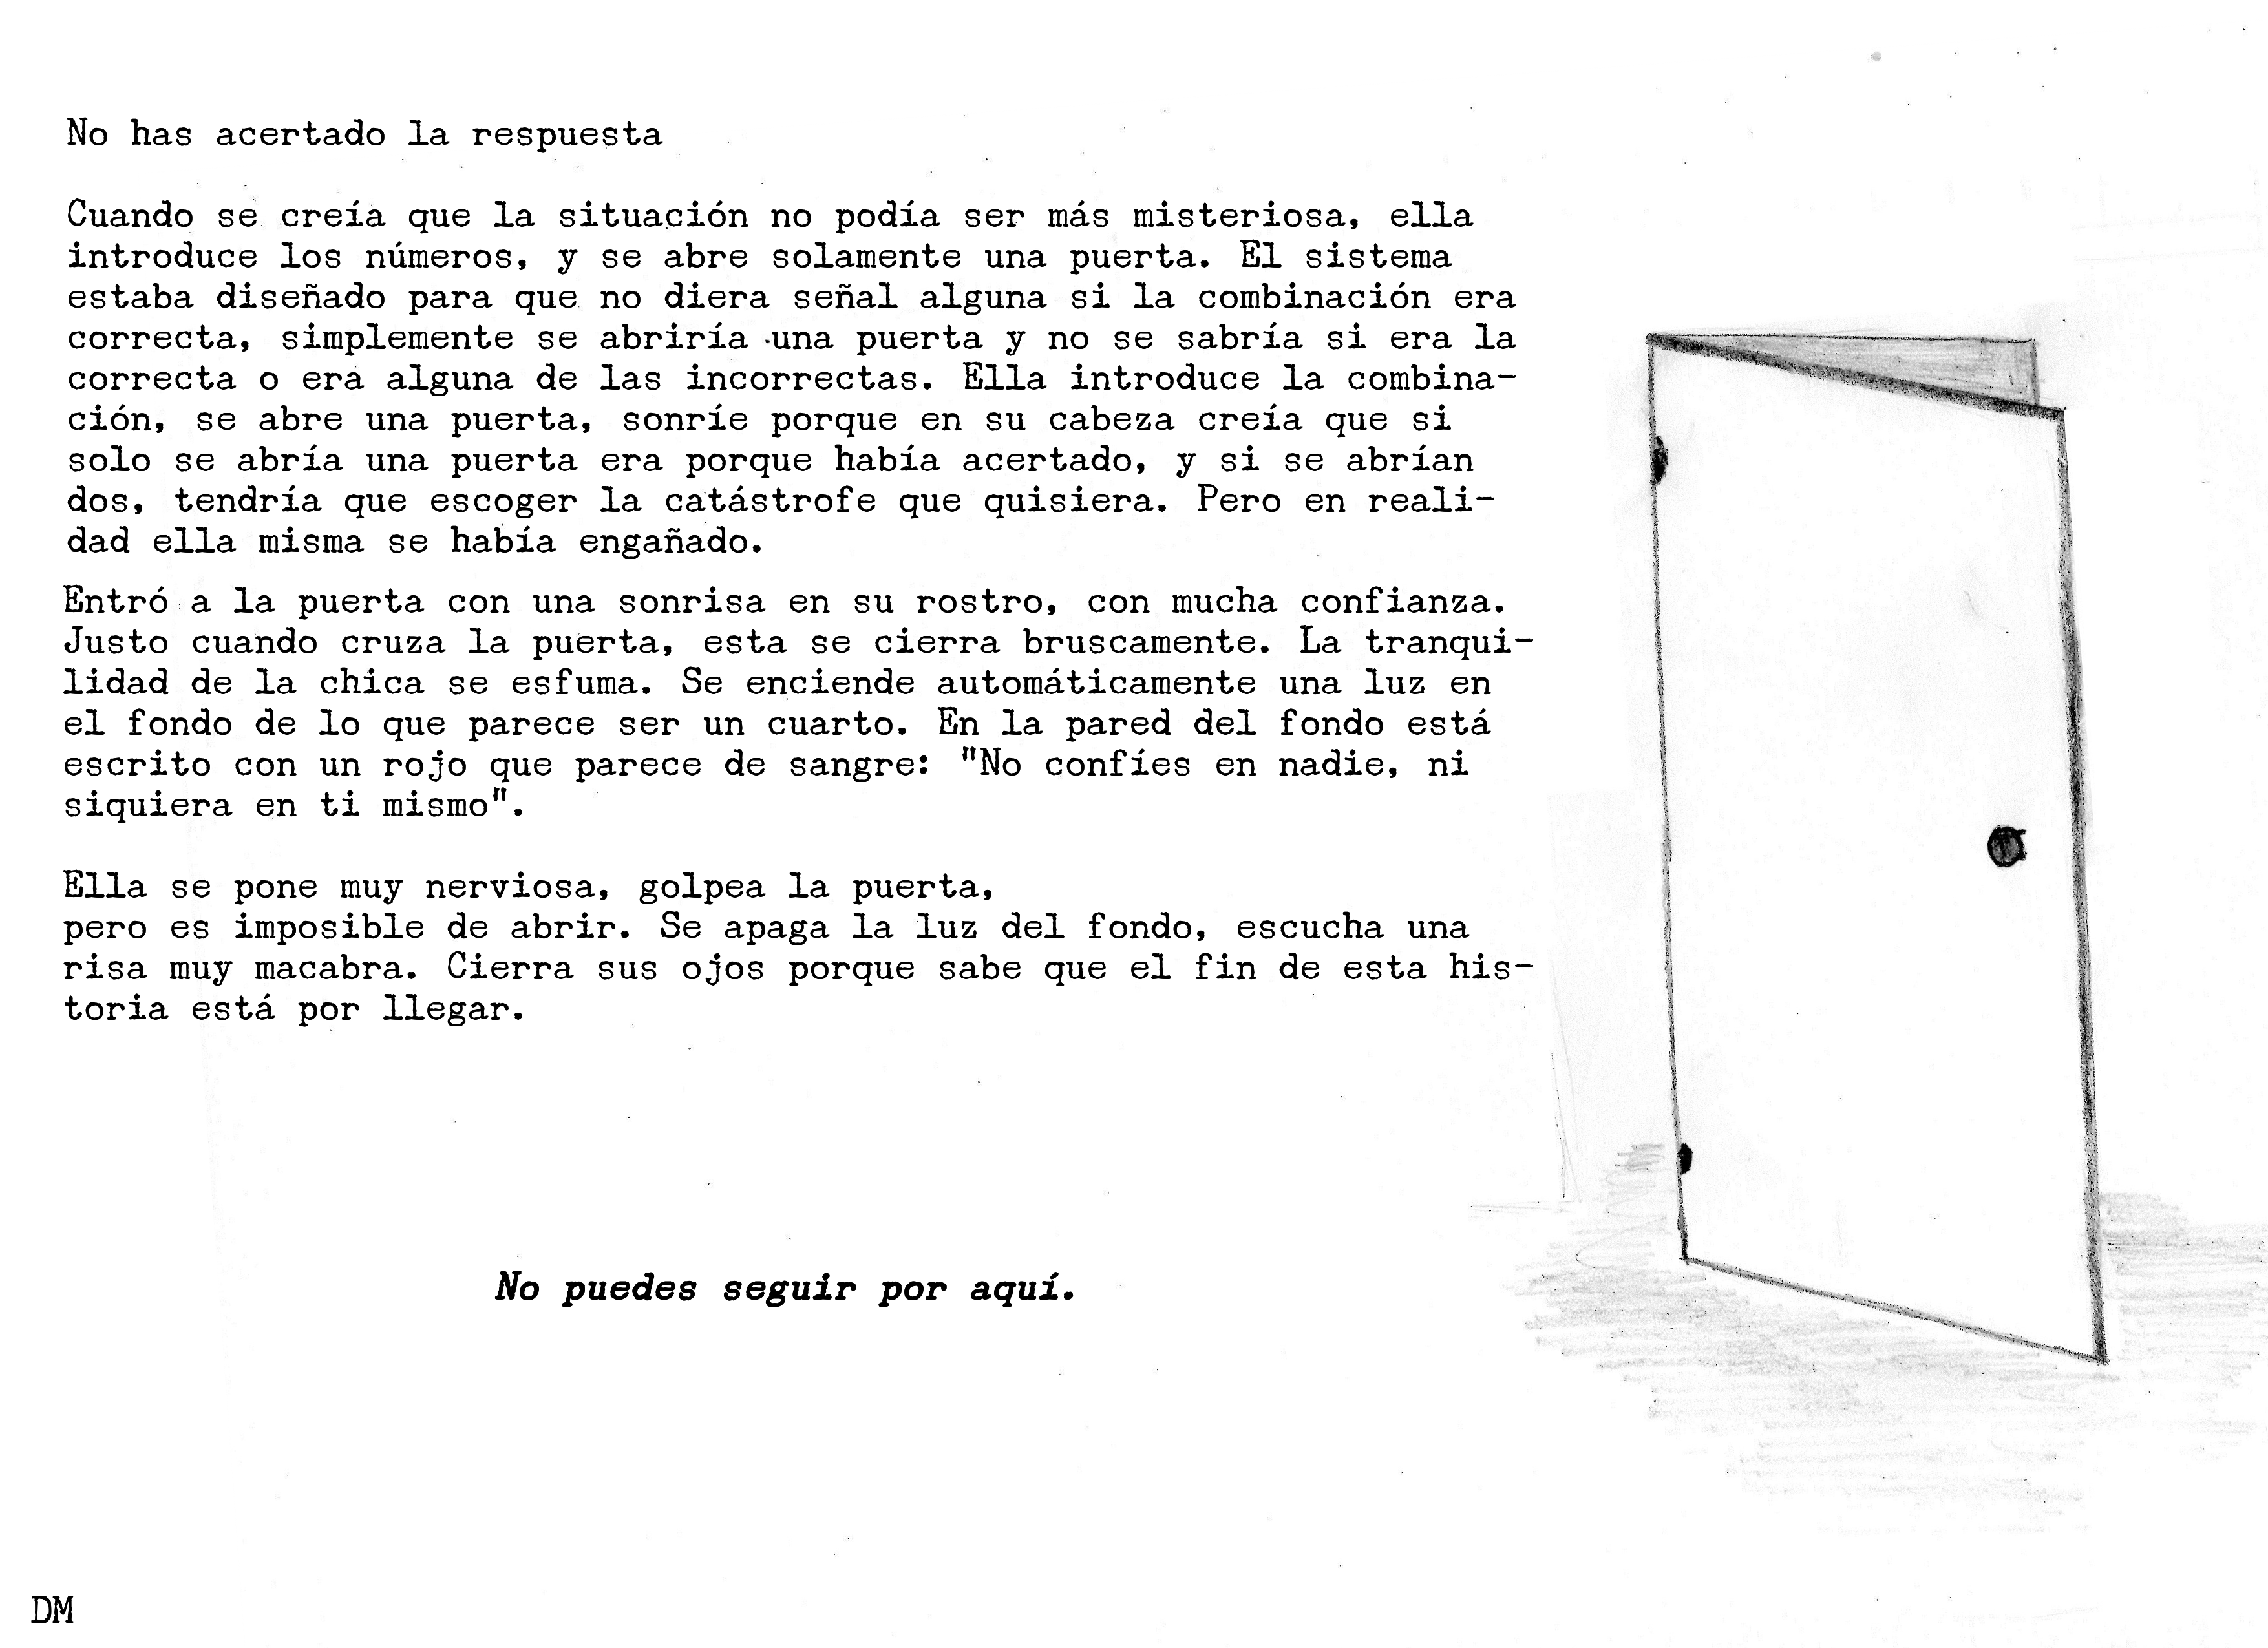 No has acertado la respuesta
Cuando se creía que la situación no podía ser más misteriosa, ella
introduce los números, y se abre solamente una puerta. El sistema
estaba diseñado para que no diera señal alguna si la combinación era
correcta, simplemente se abriría una puerta y no se sabría si era la
correcta o era alguna de las incorrectas. Ella introduce la combina-
ción, se abre una puerta, sonríe porque en su cabeza creía que si
solo se abría una puerta era porque había acertado, y si se abrían
dos, tendría que escoger la catástrofe que quisiera. Pero en reali-
dad ella misma se había engañado.
Entró a la puerta con una sonrisa en su rostro, con mucha confianza.
Justo cuando cruza la puerta, esta se cierra bruscamente. La tranqui-
lidad de la chica se esfuma. Se enciende automáticamente una luz en
el fondo de lo que parece ser un cuarto. En la pared del fondo está
escrito con un rojo que parece de sangre: "No confíes en nadie, ni
siquiera en ti mismo".
Ella se pone muy nerviosa, golpea la puerta,
pero es imposible de abrir. Se apaga la luz del fondo, escucha una
risa muy macabra. Cierra sus ojos porque sabe que el fin de esta his-
toria está por llegar.
No puedes seguir por aquí.
DM